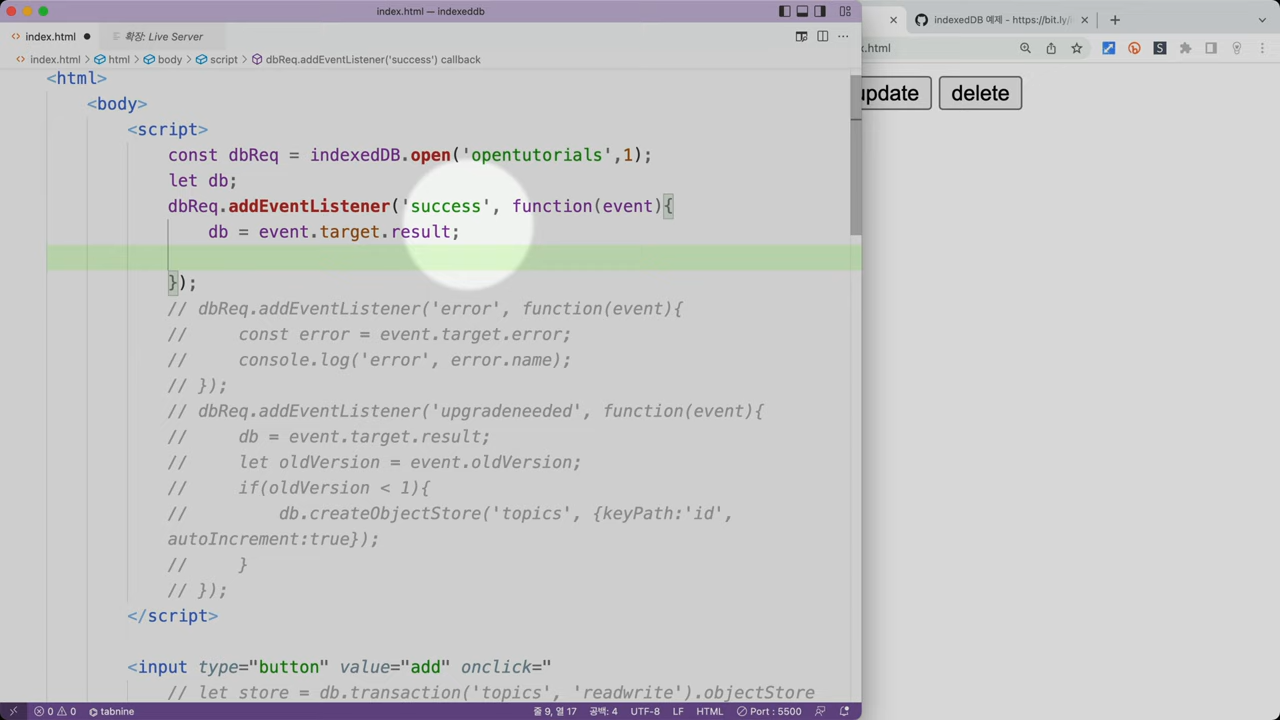 index.html — indexeddb
indexedDB 예제 - https://bit.ly/i
index.html
확장: Live Server
.html
index.html > html > body > script > dbReq.addEventListener('success') callback
<html>
<body>
<script>
const dbReq = indexedDB.open('opentutorials',1);
let db;
dbReq.addEventListener('success', function(event){
db = event.target.result;
});
// dbReq.addEventListener('error', function(event){
// const error = event.target.error;
// console.log('error', error.name);
// });
// dbReq.addEventListener('upgradeneeded', function(event){
// db = event.target.result;
// let oldVersion = event.oldVersion;
// if(oldVersion < 1){
// db.createObjectStore('topics', {keyPath:'id',
autoIncrement:true});
// }
// });
</script>
<input type="button" value="add" onclick="
// let store = db.transaction('topics', 'readwrite').objectStore
update
delete
0 0 tabnine 줄 9, 열 17 공백: 4 UTF-8 LF HTML Port : 5500